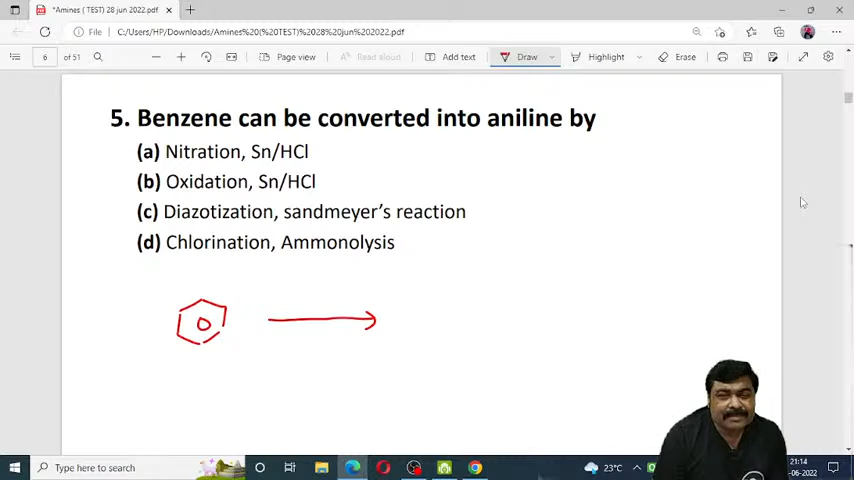 *Amines (TEST) 28 jun 2022.pdf
File
C:/Users/HP/Downloads/Amines%20(%20TEST)%2028%20jun%202022.pdf
6 of 51
Page view
Read aloud
Add text
Draw
Highlight
Erase
5. Benzene can be converted into aniline by
(a) Nitration, Sn/HCl
(b) Oxidation, Sn/HCl
(c) Diazotization, sandmeyer's reaction
(d) Chlorination, Ammonolysis
Type here to search
23°C
21:14
-06-2022